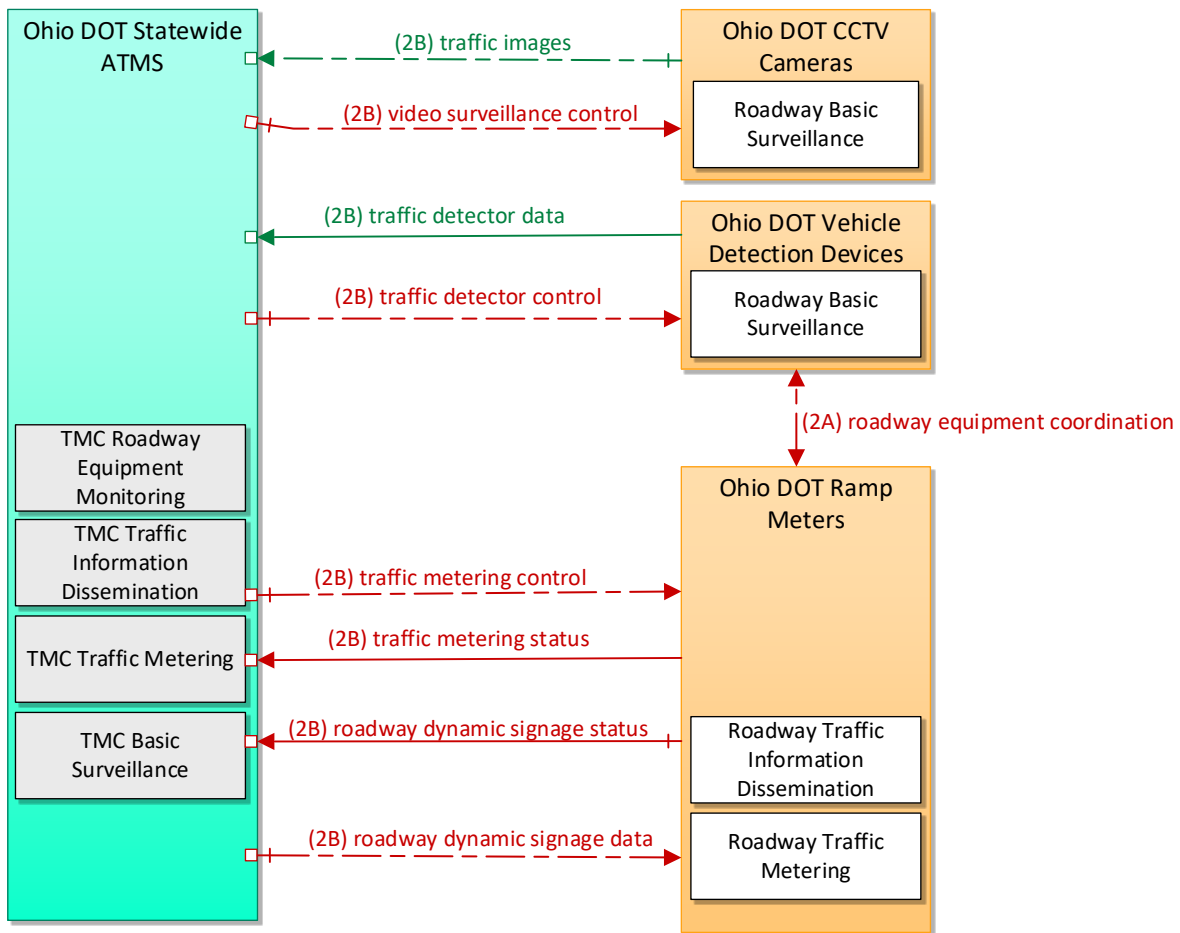 Ohio DOT Statewide
ATMS
(2B) traffic images
Ohio DOT CCTV
Cameras
Roadway Basic
Surveillance
(2B) video surveillance control
(2B) traffic detector data
Ohio DOT Vehicle
Detection Devices
Roadway Basic
Surveillance
(2B) traffic detector control
(2A) roadway equipment coordination
TMC Roadway
Equipment
Monitoring
TMC Traffic
Information
Dissemination
TMC Traffic Metering
TMC Basic
Surveillance
Ohio DOT Ramp
Meters
(2B) traffic metering control
(2B) traffic metering status
(2B) roadway dynamic signage status
(2B) roadway dynamic signage data
Roadway Traffic
Information
Dissemination
Roadway Traffic
Metering